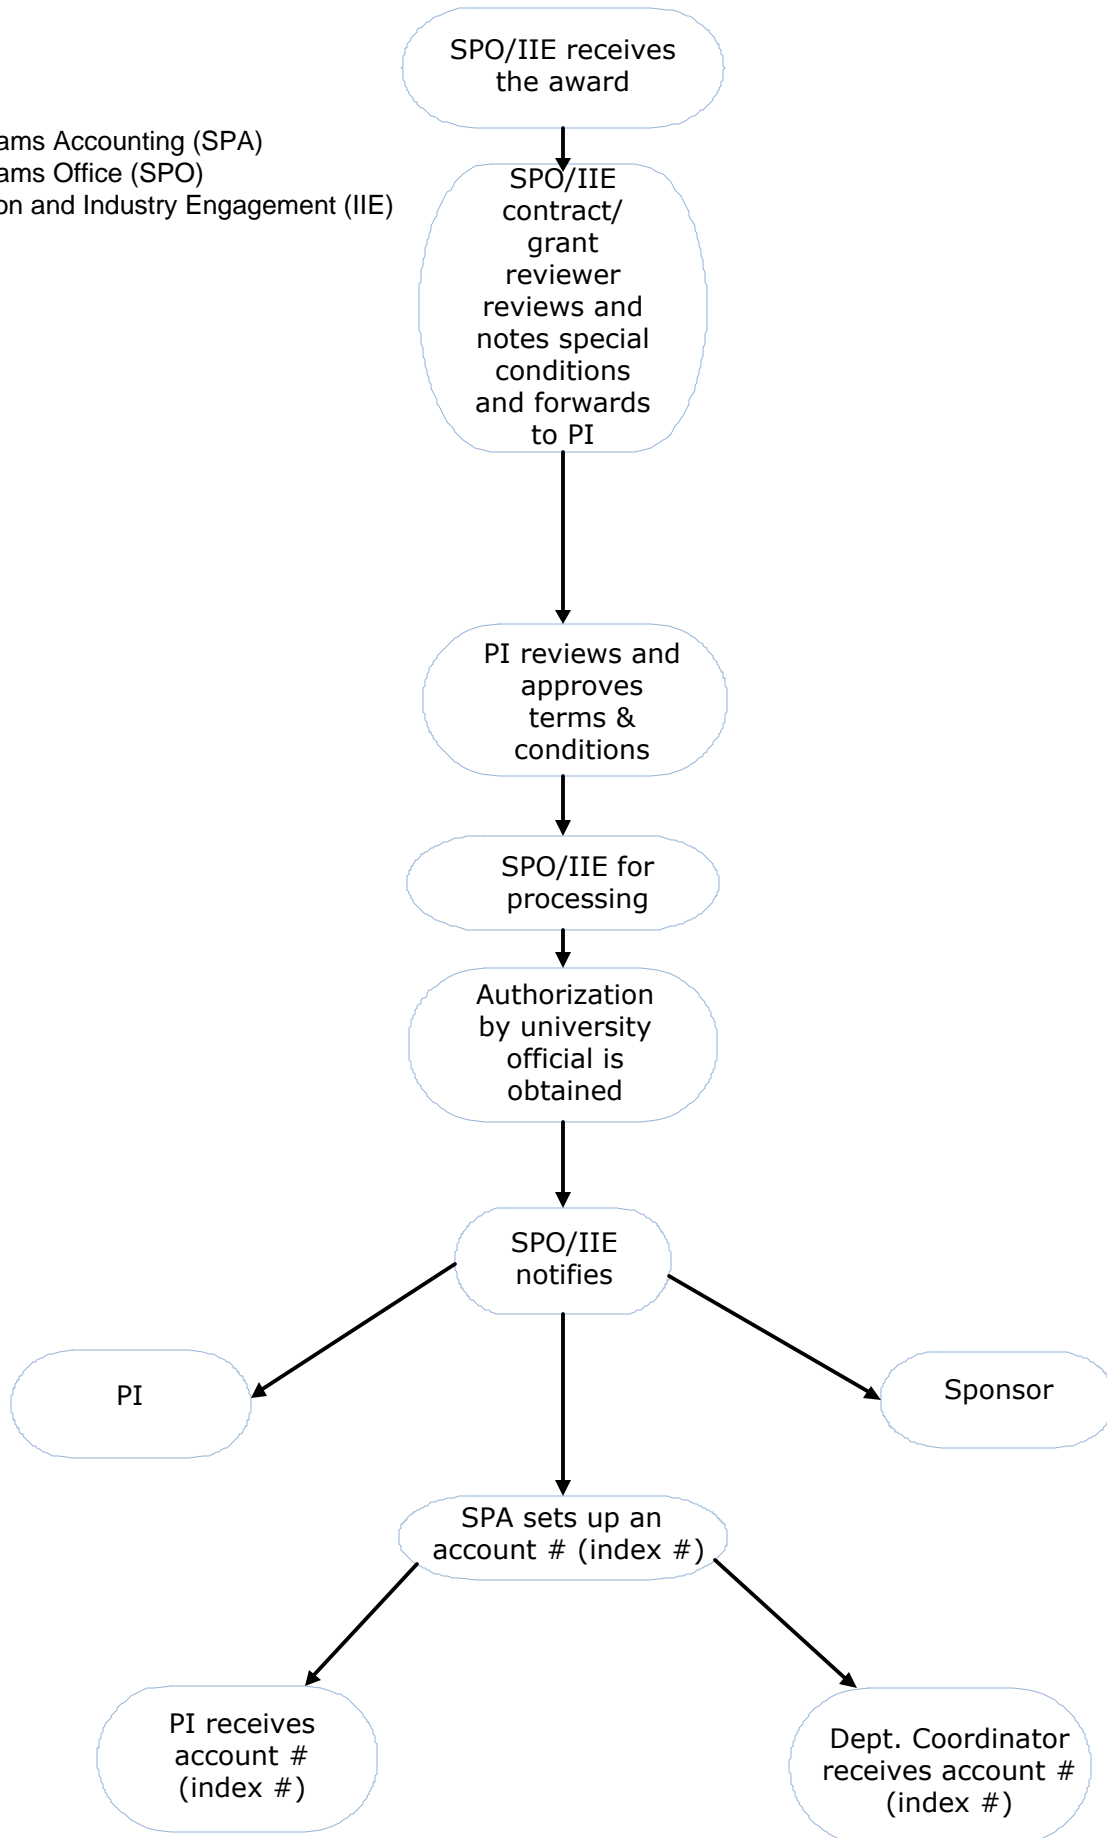 SPO/IIE receives
the award
ams Accounting (SPA)
ams Office (SPO)
on and Industry Engagement (IIE)
SPO/IIE
contract/
grant
reviewer
reviews and
notes special
conditions
and forwards
to PI
PI reviews and
approves
terms &
conditions
SPO/IIE for
processing
Authorization
by university
official is
obtained
SPO/IIE
notifies
PI
Sponsor
SPA sets up an
account # (index #)
PI receives
account #
(index #)
Dept. Coordinator
receives account #
(index #)